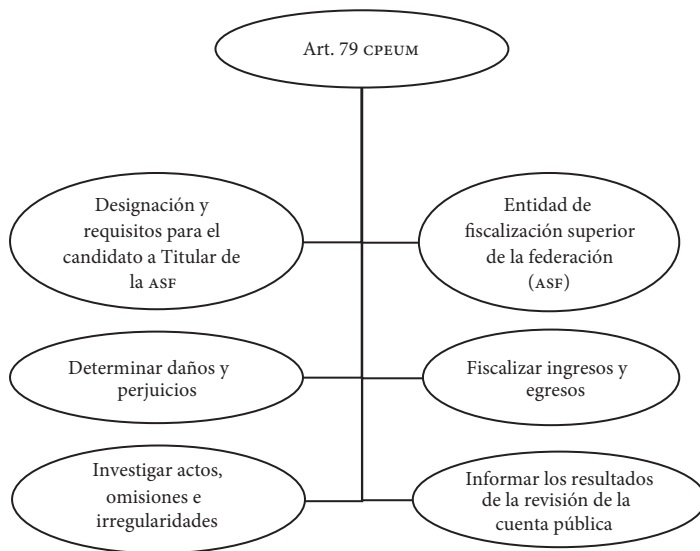 Art. 79 CPEUM
Designación y
requisitos para el
candidato a Titular de
la ASF
Entidad de
fiscalización superior
de la federación
(ASF)
Determinar daños y
perjuicios
Fiscalizar ingresos y
egresos
Investigar actos,
omisiones e
irregularidades
Informar los resultados
de la revisión de la
cuenta pública